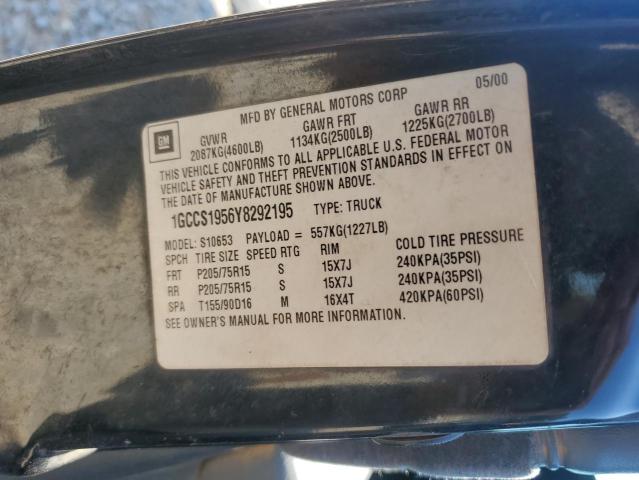 05/00
MFD BY GENERAL MOTORS CORP
GM
GVWR GAWR FRT GAWR RR
2087KG(4600LB) 1134KG(2500LB) 1225KG(2700LB)
THIS VEHICLE CONFORMS TO ALL APPLICABLE U.S. FEDERAL MOTOR
VEHICLE SAFETY AND THEFT PREVENTION STANDARDS IN EFFECT ON
THE DATE OF MANUFACTURE SHOWN ABOVE.
1GCCS1956Y8292195 TYPE: TRUCK
MODEL: S10653 PAYLOAD = 557KG(1227LB)
SPCH TIRE SIZE SPEED RTG RIM COLD TIRE PRESSURE
FRT P205/75R15 S 15X7J 240KPA(35PSI)
RR P205/75R15 S 15X7J 240KPA(35PSI)
SPA T155/90D16 M 16X4T 420KPA(60PSI)
SEE OWNER'S MANUAL FOR MORE INFORMATION.